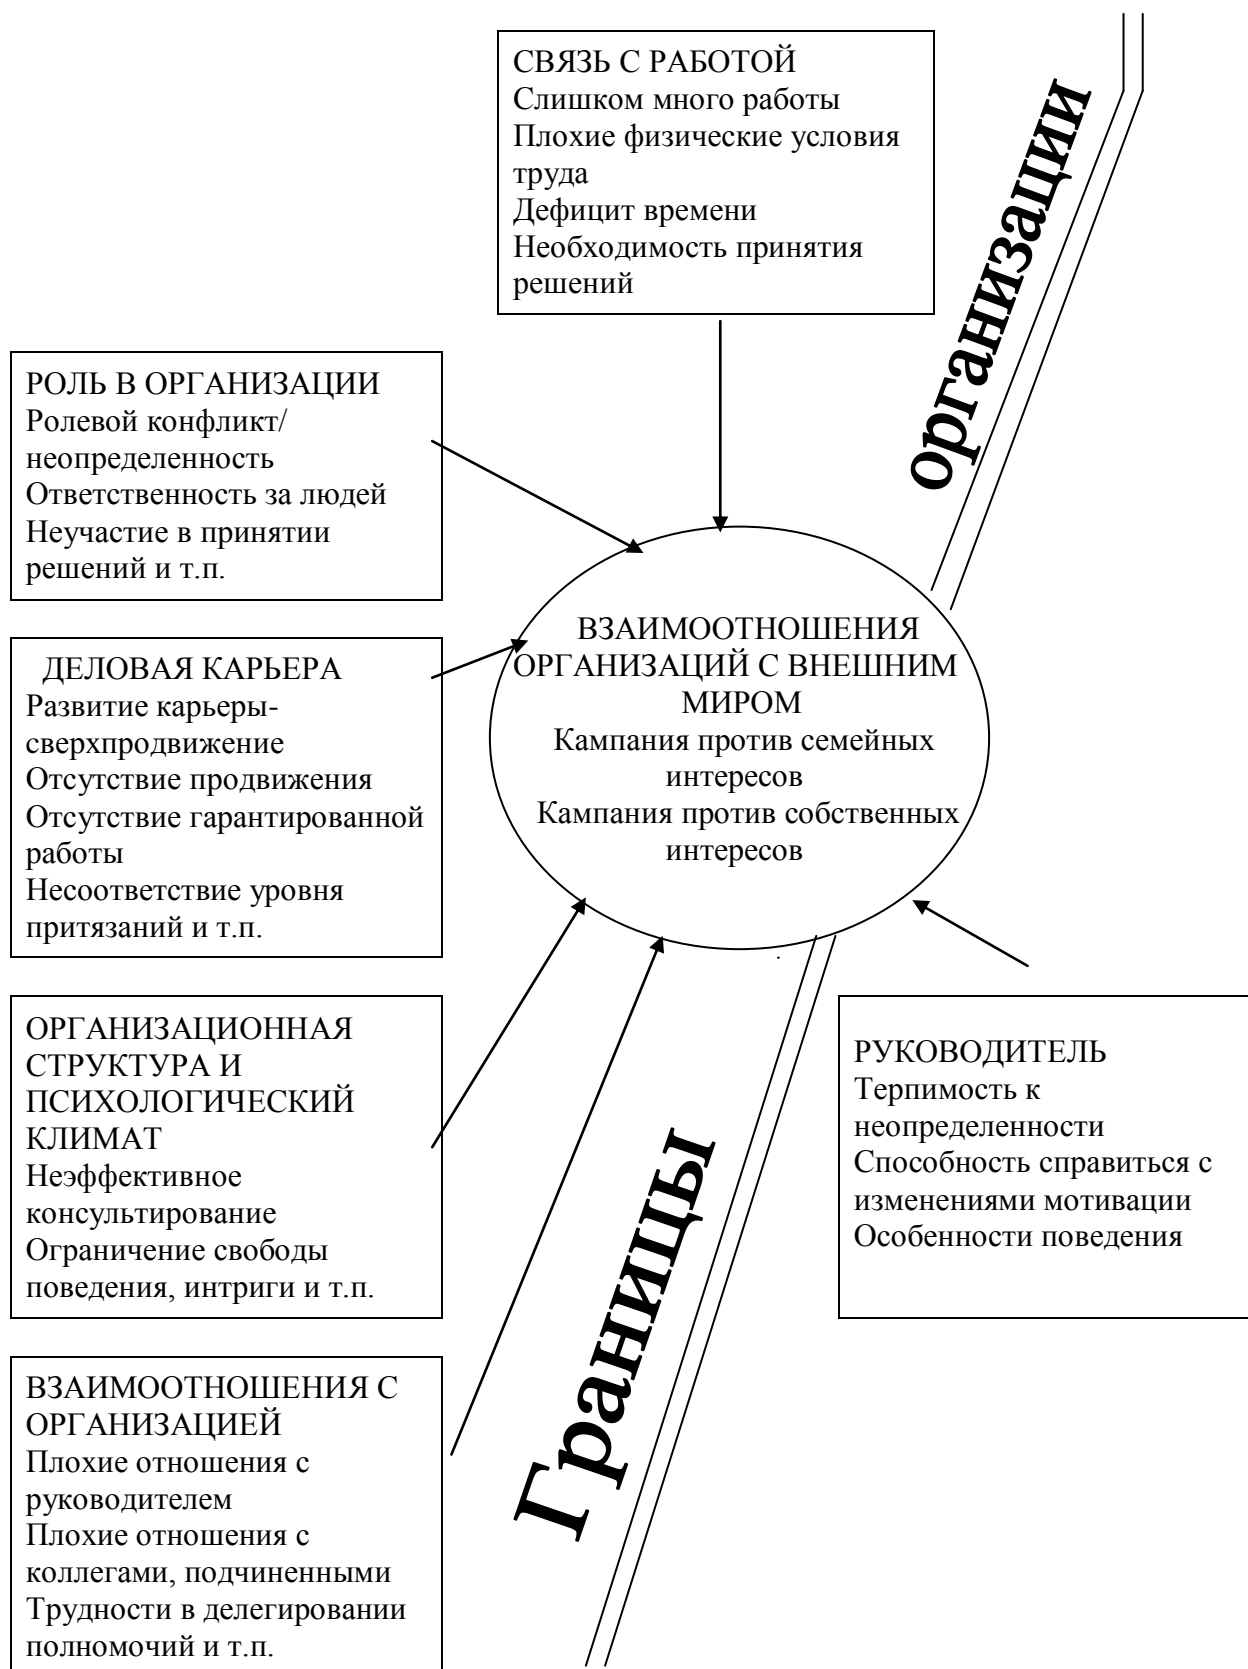 СВЯЗЬ С РАБОТОЙ
Слишком много работы
Плохие физические условия
труда
Дефицит времени
Необходимость принятия
решений
организации
РОЛЬ В ОРГАНИЗАЦИИ
Ролевой конфликт/
неопределенность
Ответственность за людей
Неучастие в принятии
решений и т.п.
ВЗАИМООТНОШЕНИЯ
ОРГАНИЗАЦИЙ С ВНЕШНИМ
МИРОМ
Кампания против семейных
интересов
Кампания против собственных
интересов
ДЕЛОВАЯ КАРЬЕРА
Развитие карьеры-
сверхпродвижение
Отсутствие продвижения
Отсутствие гарантированной
работы
Несоответствие уровня
притязаний и т.п.
ОРГАНИЗАЦИОННАЯ
СТРУКТУРА И
ПСИХОЛОГИЧЕСКИЙ
КЛИМАТ
Неэффективное
консультирование
Ограничение свободы
поведения, интриги и т.п.
РУКОВОДИТЕЛЬ
Терпимость к
неопределенности
Способность справиться с
изменениями мотивации
Особенности поведения
Границы
ВЗАИМООТНОШЕНИЯ С
ОРГАНИЗАЦИЕЙ
Плохие отношения с
руководителем
Плохие отношения с
коллегами, подчиненными
Трудности в делегировании
полномочий и т.п.